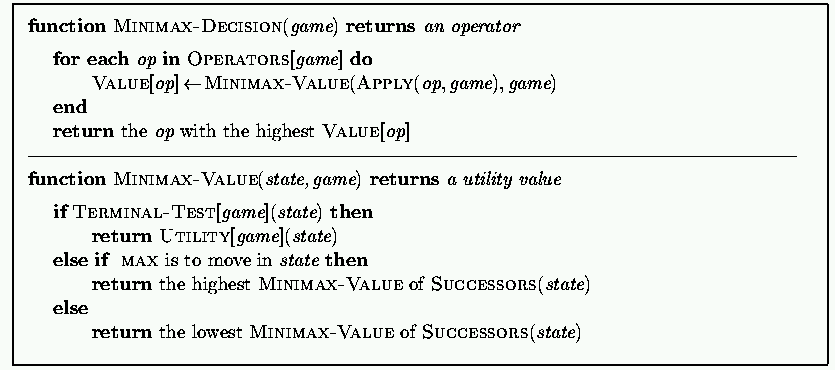 function MINIMAX-DECISION(game) returns an operator
for each op in OPERATORS[game] do
VALUE[op] ← MINIMAX-VALUE(APPLY(op, game), game)
end
return the op with the highest VALUE[op]
function MINIMAX-VALUE(state, game) returns a utility value
if TERMINAL-TEST[game](state) then
return UTILITY[game](state)
else if MAX is to move in state then
return the highest MINIMAX-VALUE of SUCCESSORS(state)
else
return the lowest MINIMAX-VALUE of SUCCESSORS(state)